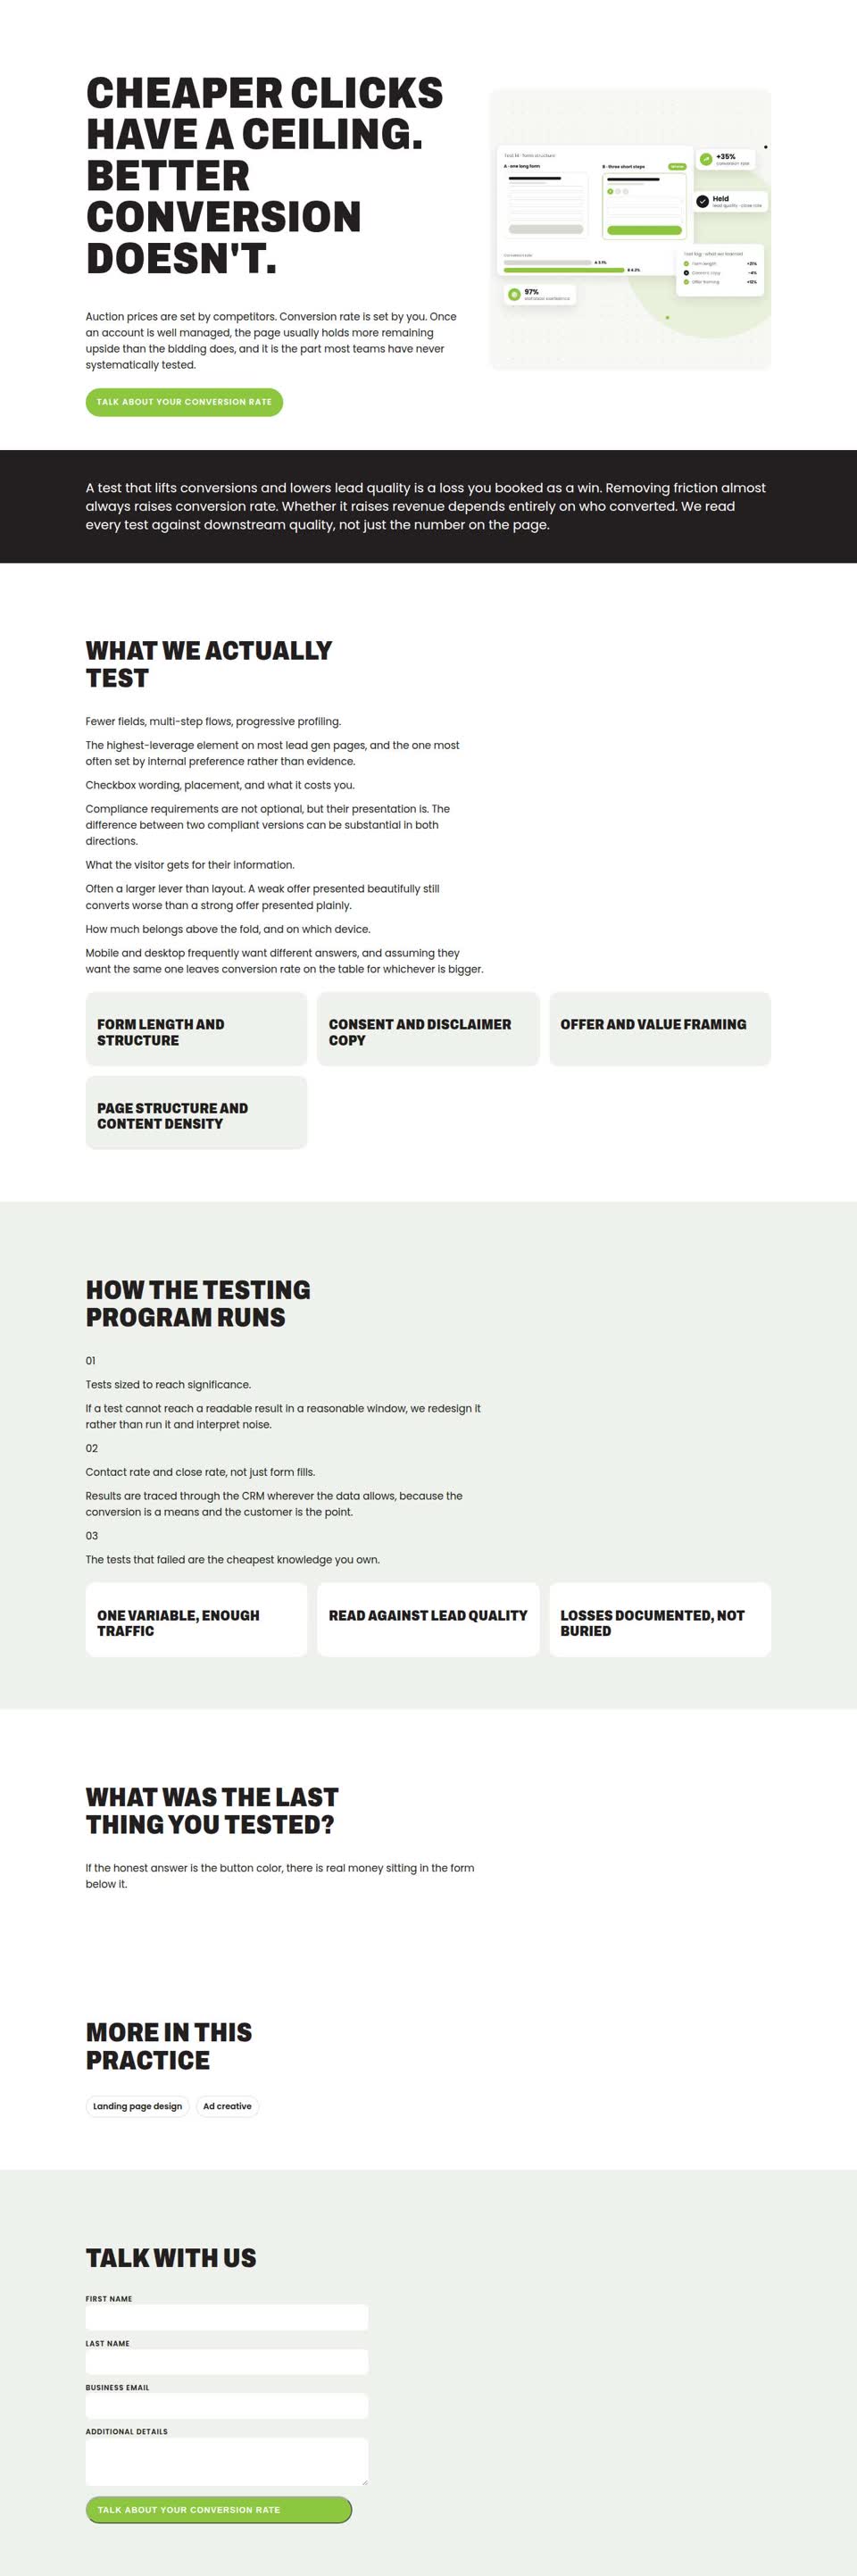 CHEAPER CLICKS
HAVE A CEILING.
BETTER
CONVERSION
DOESN'T.
Auction prices are set by competitors. Conversion rate is set by you. Once
an account is well managed, the page usually holds more remaining
upside than the bidding does, and it is the part most teams have never
systematically tested.
TALK ABOUT YOUR CONVERSION RATE
A · one long form
B · three short steps
+35%
Held
97%
A test that lifts conversions and lowers lead quality is a loss you booked as a win. Removing friction almost
always raises conversion rate. Whether it raises revenue depends entirely on who converted. We read
every test against downstream quality, not just the number on the page.
WHAT WE ACTUALLY
TEST
Fewer fields, multi-step flows, progressive profiling.
The highest-leverage element on most lead gen pages, and the one most
often set by internal preference rather than evidence.
Checkbox wording, placement, and what it costs you.
Compliance requirements are not optional, but their presentation is. The
difference between two compliant versions can be substantial in both
directions.
What the visitor gets for their information.
Often a larger lever than layout. A weak offer presented beautifully still
converts worse than a strong offer presented plainly.
How much belongs above the fold, and on which device.
Mobile and desktop frequently want different answers, and assuming they
want the same one leaves conversion rate on the table for whichever is bigger.
FORM LENGTH AND
STRUCTURE
CONSENT AND DISCLAIMER
COPY
OFFER AND VALUE FRAMING
PAGE STRUCTURE AND
CONTENT DENSITY
HOW THE TESTING
PROGRAM RUNS
01
Tests sized to reach significance.
If a test cannot reach a readable result in a reasonable window, we redesign it
rather than run it and interpret noise.
02
Contact rate and close rate, not just form fills.
Results are traced through the CRM wherever the data allows, because the
conversion is a means and the customer is the point.
03
The tests that failed are the cheapest knowledge you own.
ONE VARIABLE, ENOUGH
TRAFFIC
READ AGAINST LEAD QUALITY
LOSSES DOCUMENTED, NOT
BURIED
WHAT WAS THE LAST
THING YOU TESTED?
If the honest answer is the button color, there is real money sitting in the form
below it.
MORE IN THIS
PRACTICE
Landing page design
Ad creative
TALK WITH US
FIRST NAME
LAST NAME
BUSINESS EMAIL
ADDITIONAL DETAILS
TALK ABOUT YOUR CONVERSION RATE